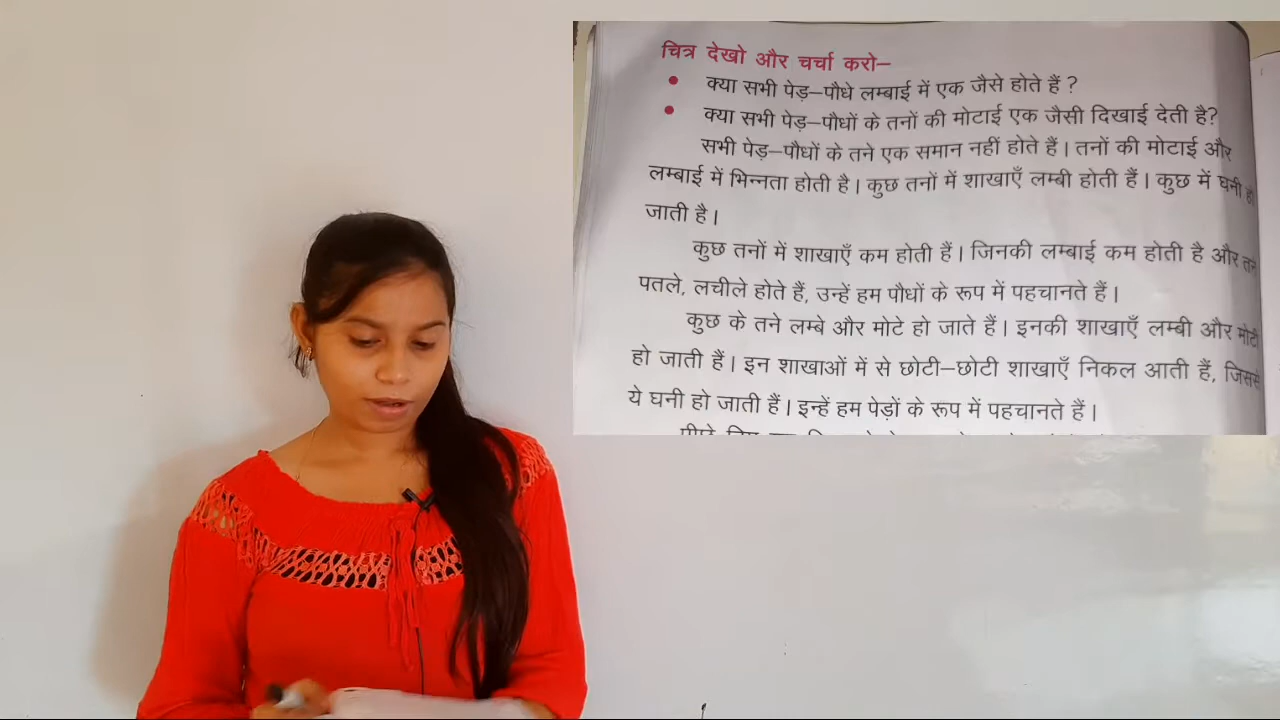 चित्र देखो और चर्चा करो–
• क्या सभी पेड़–पौधे लम्बाई में एक जैसे होते हैं ?
• क्या सभी पेड़–पौधों के तनों की मोटाई एक जैसी दिखाई देती है?
सभी पेड़–पौधों के तने एक समान नहीं होते हैं। तनों की मोटाई और
लम्बाई में भिन्नता होती है। कुछ तनों में शाखाएँ लम्बी होती हैं। कुछ में घनी हो
जाती है।
कुछ तनों में शाखाएँ कम होती हैं। जिनकी लम्बाई कम होती है और तने
पतले, लचीले होते हैं, उन्हें हम पौधों के रूप में पहचानते हैं।
कुछ के तने लम्बे और मोटे हो जाते हैं। इनकी शाखाएँ लम्बी और मोटी
हो जाती हैं। इन शाखाओं में से छोटी–छोटी शाखाएँ निकल आती हैं, जिससे
ये घनी हो जाती हैं। इन्हें हम पेड़ों के रूप में पहचानते हैं।